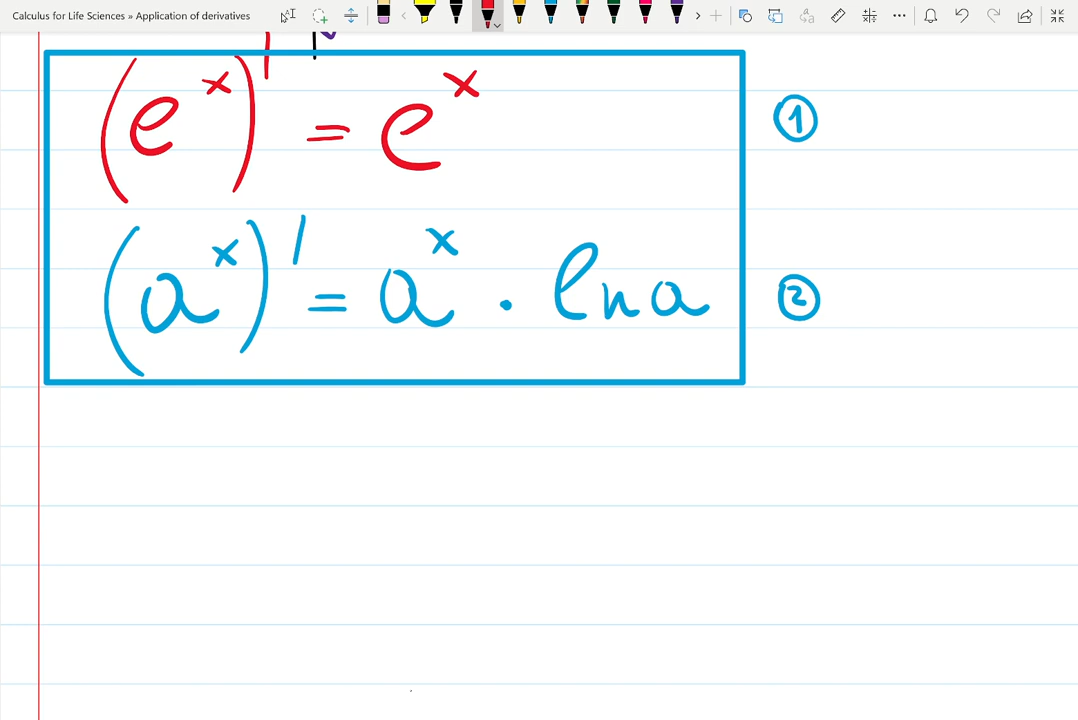 Calculus for Life Sciences » Application of derivatives
(e^x)' = e^x ①
(a^x)' = a^x · ln a ②